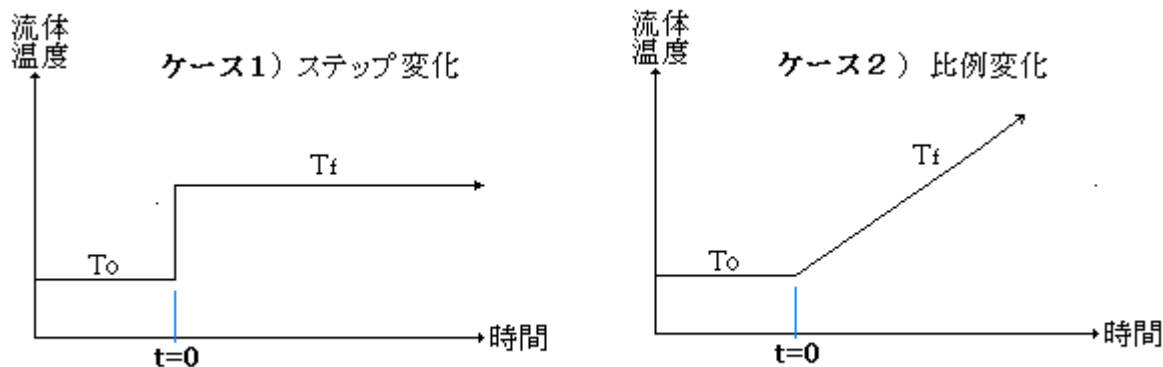 流体
温度
ケース1) ステップ変化
Tf
To
時間
t=0
流体
温度
ケース2) 比例変化
Tf
To
時間
t=0